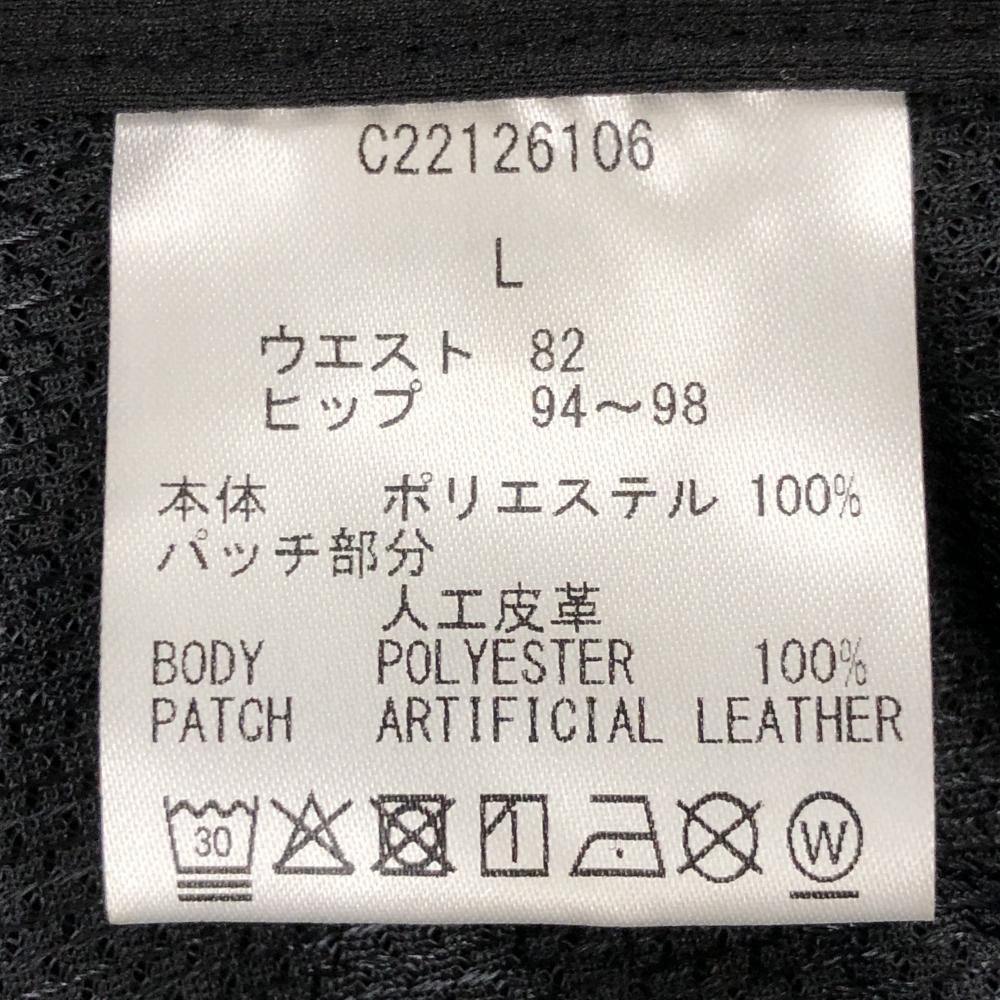 C22126106
L
ウエスト 82
ヒップ 94〜98
本体 ポリエステル 100%
パッチ部分
人工皮革
BODY POLYESTER 100%
PATCH ARTIFICIAL LEATHER
30 W